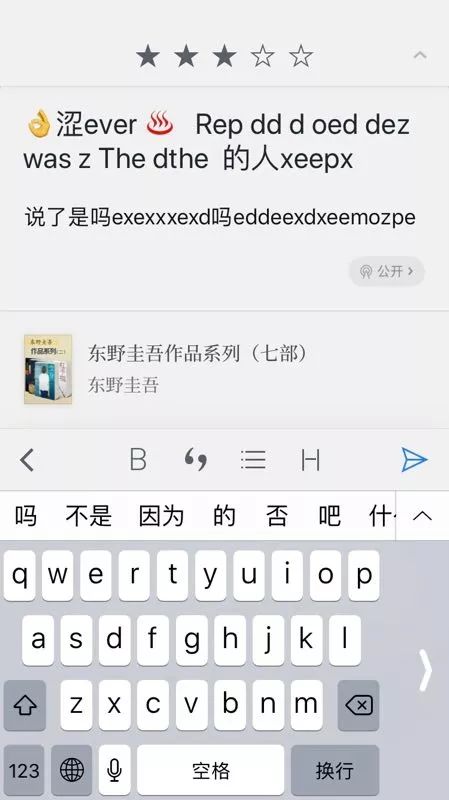 ★★★☆☆
👌涩ever ♨️ Rep dd d oed dez
was z The dthe 的人xeepx
说了是吗exexxxexd吗eddeexdxeemozpe
公开
东野圭吾
作品系列(二)
东野圭吾作品系列（七部）
东野圭吾
B H
吗 不是 因为 的 否 吧 什
q w e r t y u i o p
a s d f g h j k l
z x c v b n m
123 空格 换行